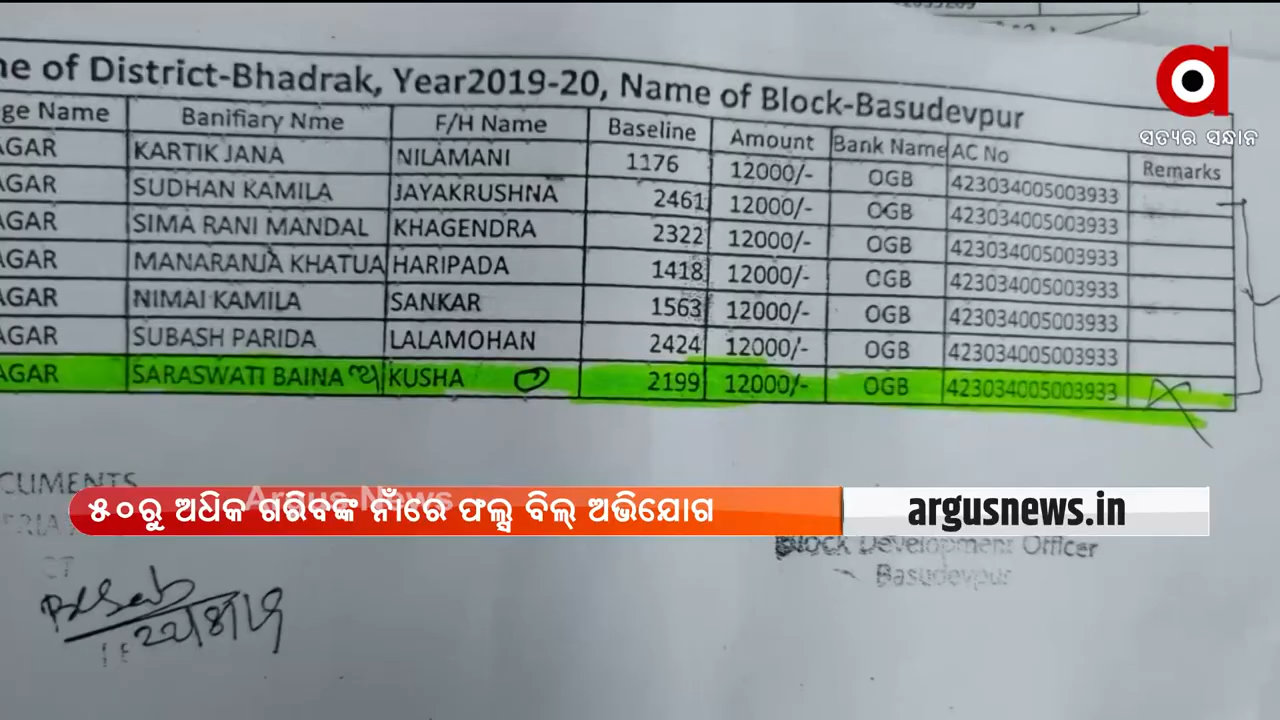 ne of District-Bhadrak, Year2019-20, Name of Block-Basudevpur
ge Name Banifiary Nme F/H Name Baseline Amount Bank Name AC No Remarks
AGAR KARTIK JANA NILAMANI 1176 12000/- OGB 423034005003933
AGAR SUDHAN KAMILA JAYAKRUSHNA 2461 12000/- OGB 423034005003933
AGAR SIMA RANI MANDAL KHAGENDRA 2322 12000/- OGB 423034005003933
AGAR MANARANJA KHATUA HARIPADA 1418 12000/- OGB 423034005003933
AGAR NIMAI KAMILA SANKAR 1563 12000/- OGB 423034005003933
AGAR SUBASH PARIDA LALAMOHAN 2424 12000/- OGB 423034005003933
AGAR SARASWATI BAINA KUSHA 2199 12000/- OGB 423034005003933
ସତ୍ୟର ସନ୍ଧାନ
CUMENTS
Argus News
୫୦ରୁ ଅଧିକ ଗରିବଙ୍କ ନାଁରେ ଫଲ୍ସ ବିଲ୍ ଅଭିଯୋଗ
argusnews.in
Block Development Officer
Basudevpur